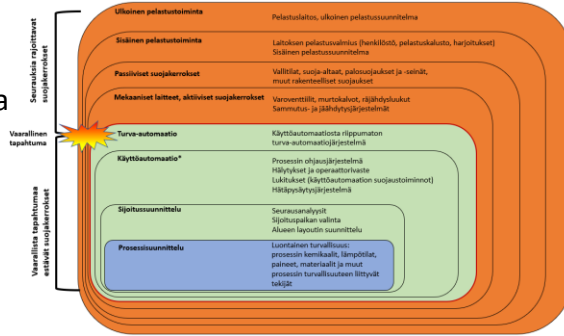 Ulkoinen pelastustoiminta
Pelastuslaitos, ulkoinen pelastussuunnitelma
Sisäinen pelastustoiminta
Laitoksen pelastusvalmius (henkilöstö, pelastuskalusto, harjoitukset)
Sisäinen pelastussuunnitelma
Passiiviset suojakerrokset
Vallitilat, suoja-altaat, palosuojaukset ja -seinät,
muut rakenteelliset suojaukset
Mekaaniset laitteet, aktiiviset suojakerrokset
Varoventtiilit, murtokalvot, räjähdysluukut
Sammutus- ja jäähdytysjärjestelmät
Turva-automaatio
Käyttöautomaatiosta riippumaton
turva-automaatiojärjestelmä
Käyttöautomaatio*
Prosessin ohjausjärjestelmä
Hälytykset ja operaattorivaste
Lukitukset (käyttöautomaation suojaustoiminnot)
Hätäpysäytysjärjestelmä
Sijoitussuunnittelu
Seurausanalyysit
Sijoituspaikan valinta
Alueen layoutin suunnittelu
Prosessisuunnittelu
Luontainen turvallisuus:
prosessin kemikaalit, lämpötilat,
paineet, materiaalit ja muut
prosessin turvallisuuteen liittyvät
tekijät
Seurauksia rajoittavat
suojakerrokset
a
Vaarallinen
tapahtuma
Vaarallista tapahtumaa
estävät suojakerrokset